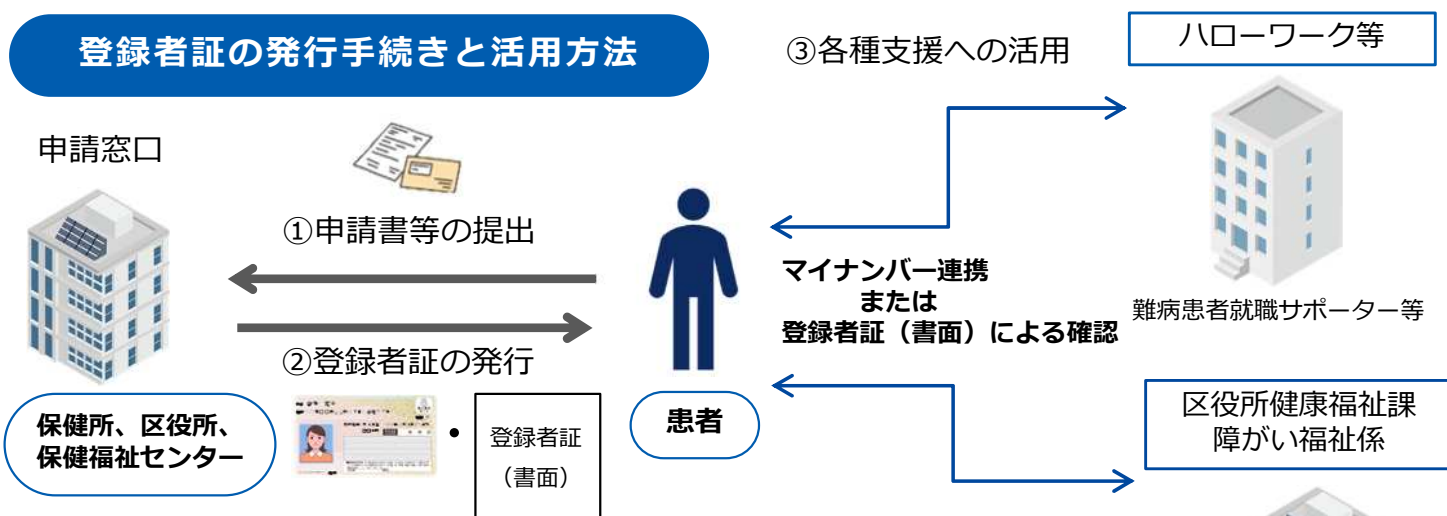 登録者証の発行手続きと活用方法
③各種支援への活用
ハローワーク等
申請窓口
①申請書等の提出
マイナンバー連携
または
登録者証（書面）による確認
難病患者就職サポーター等
②登録者証の発行
保健所、区役所、
保健福祉センター
•
登録者証
（書面）
患者
区役所健康福祉課
障がい福祉係